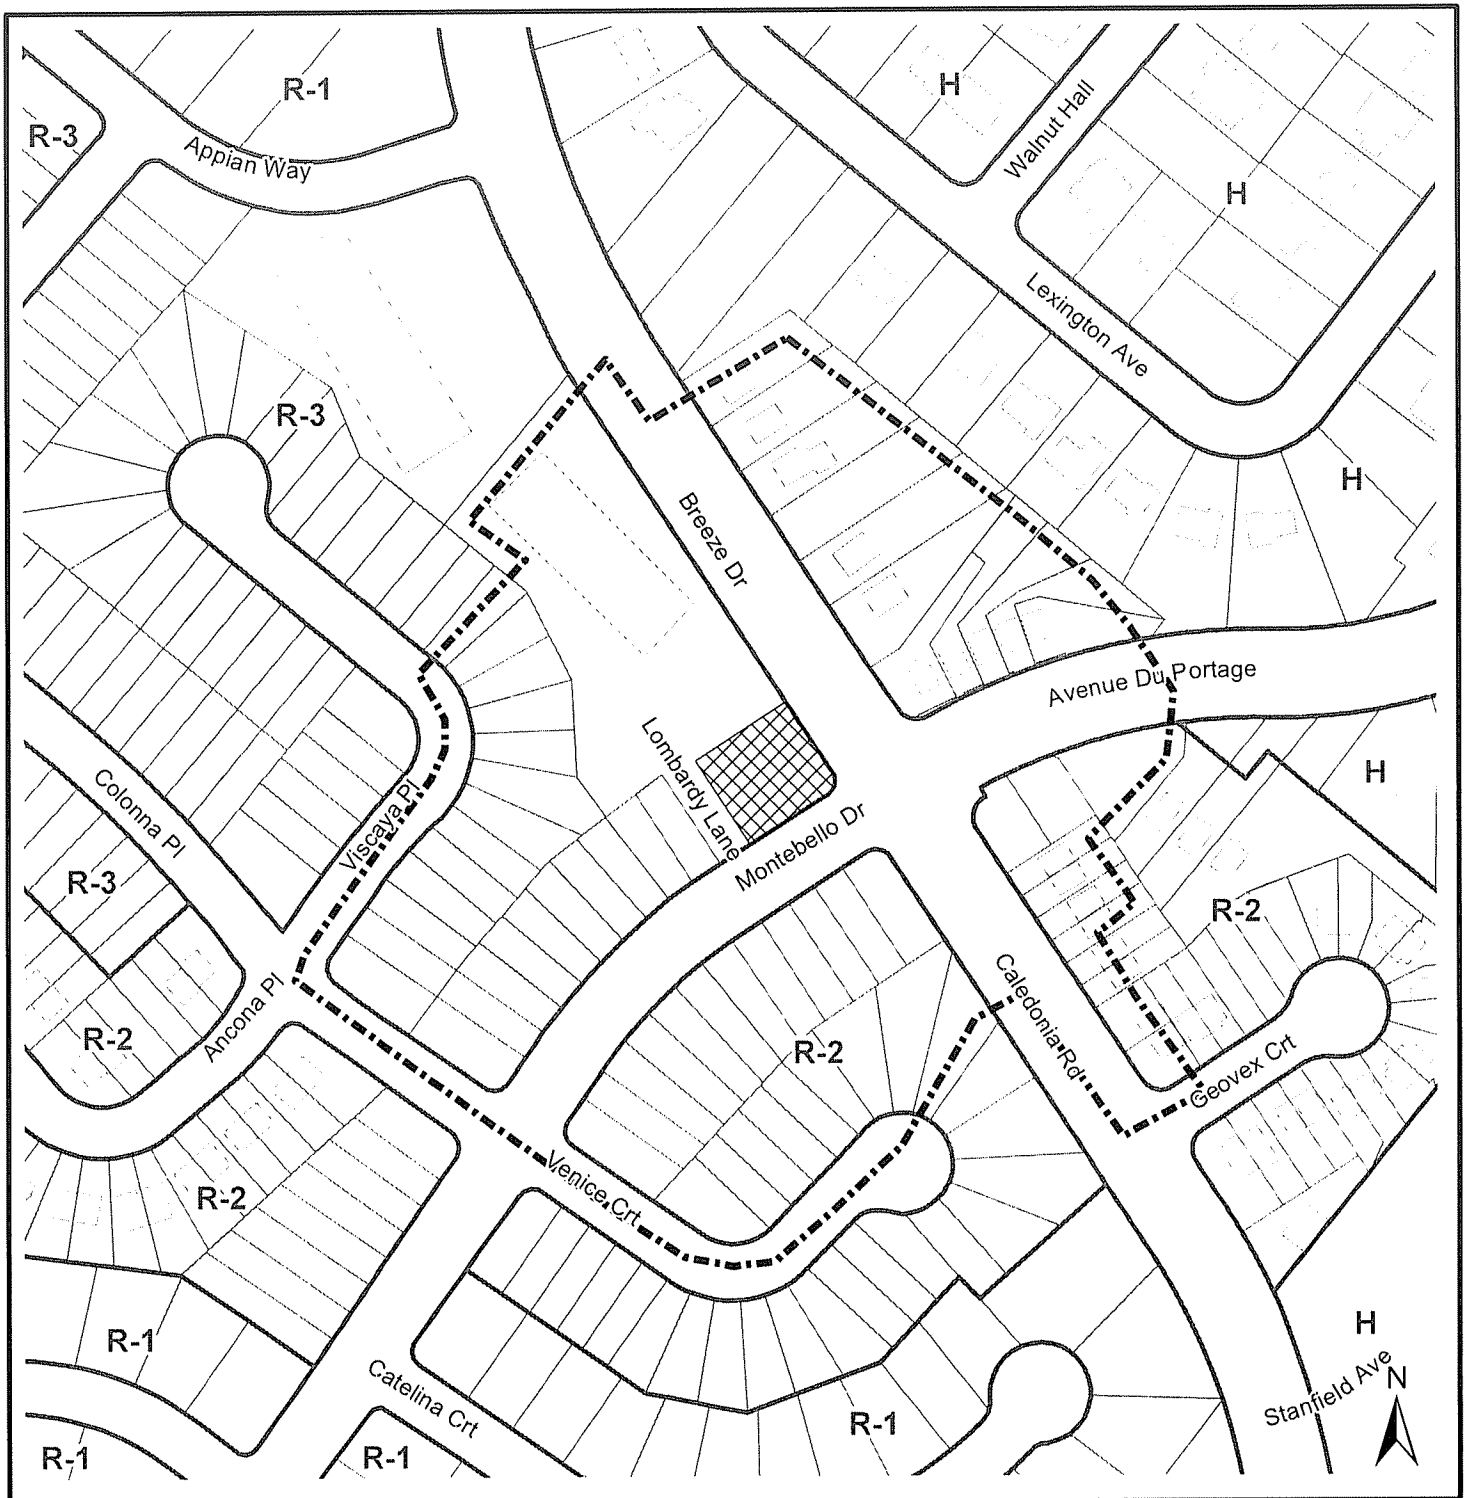 R-1
H
R-3
Walnut Hall
Appian Way
H
Lexington Ave
R-3
H
Breeze Dr
Avenue Du Portage
Lombardy Lane
H
Colonna Pl
Viscaya Pl
Montebello Dr
R-3
R-2
Caledonia Rd
Ancona Pl
R-2
R-2
Geovex Crt
Venice Crt
R-2
R-1
H
Stanfield Ave
N
Catelina Crt
R-1
R-1
R-1